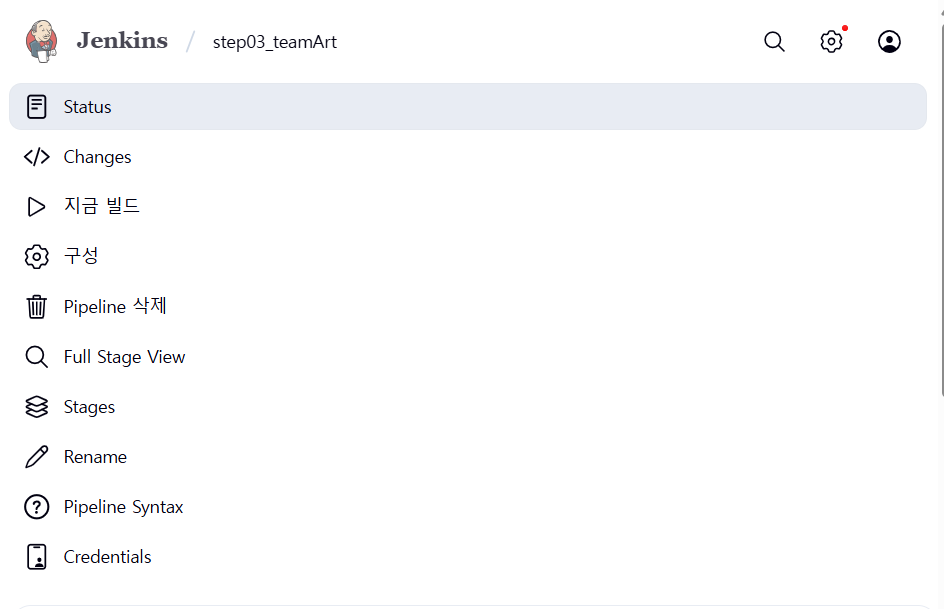 Jenkins / step03_teamArt
Status
Changes
지금 빌드
구성
Pipeline 삭제
Full Stage View
Stages
Rename
Pipeline Syntax
Credentials